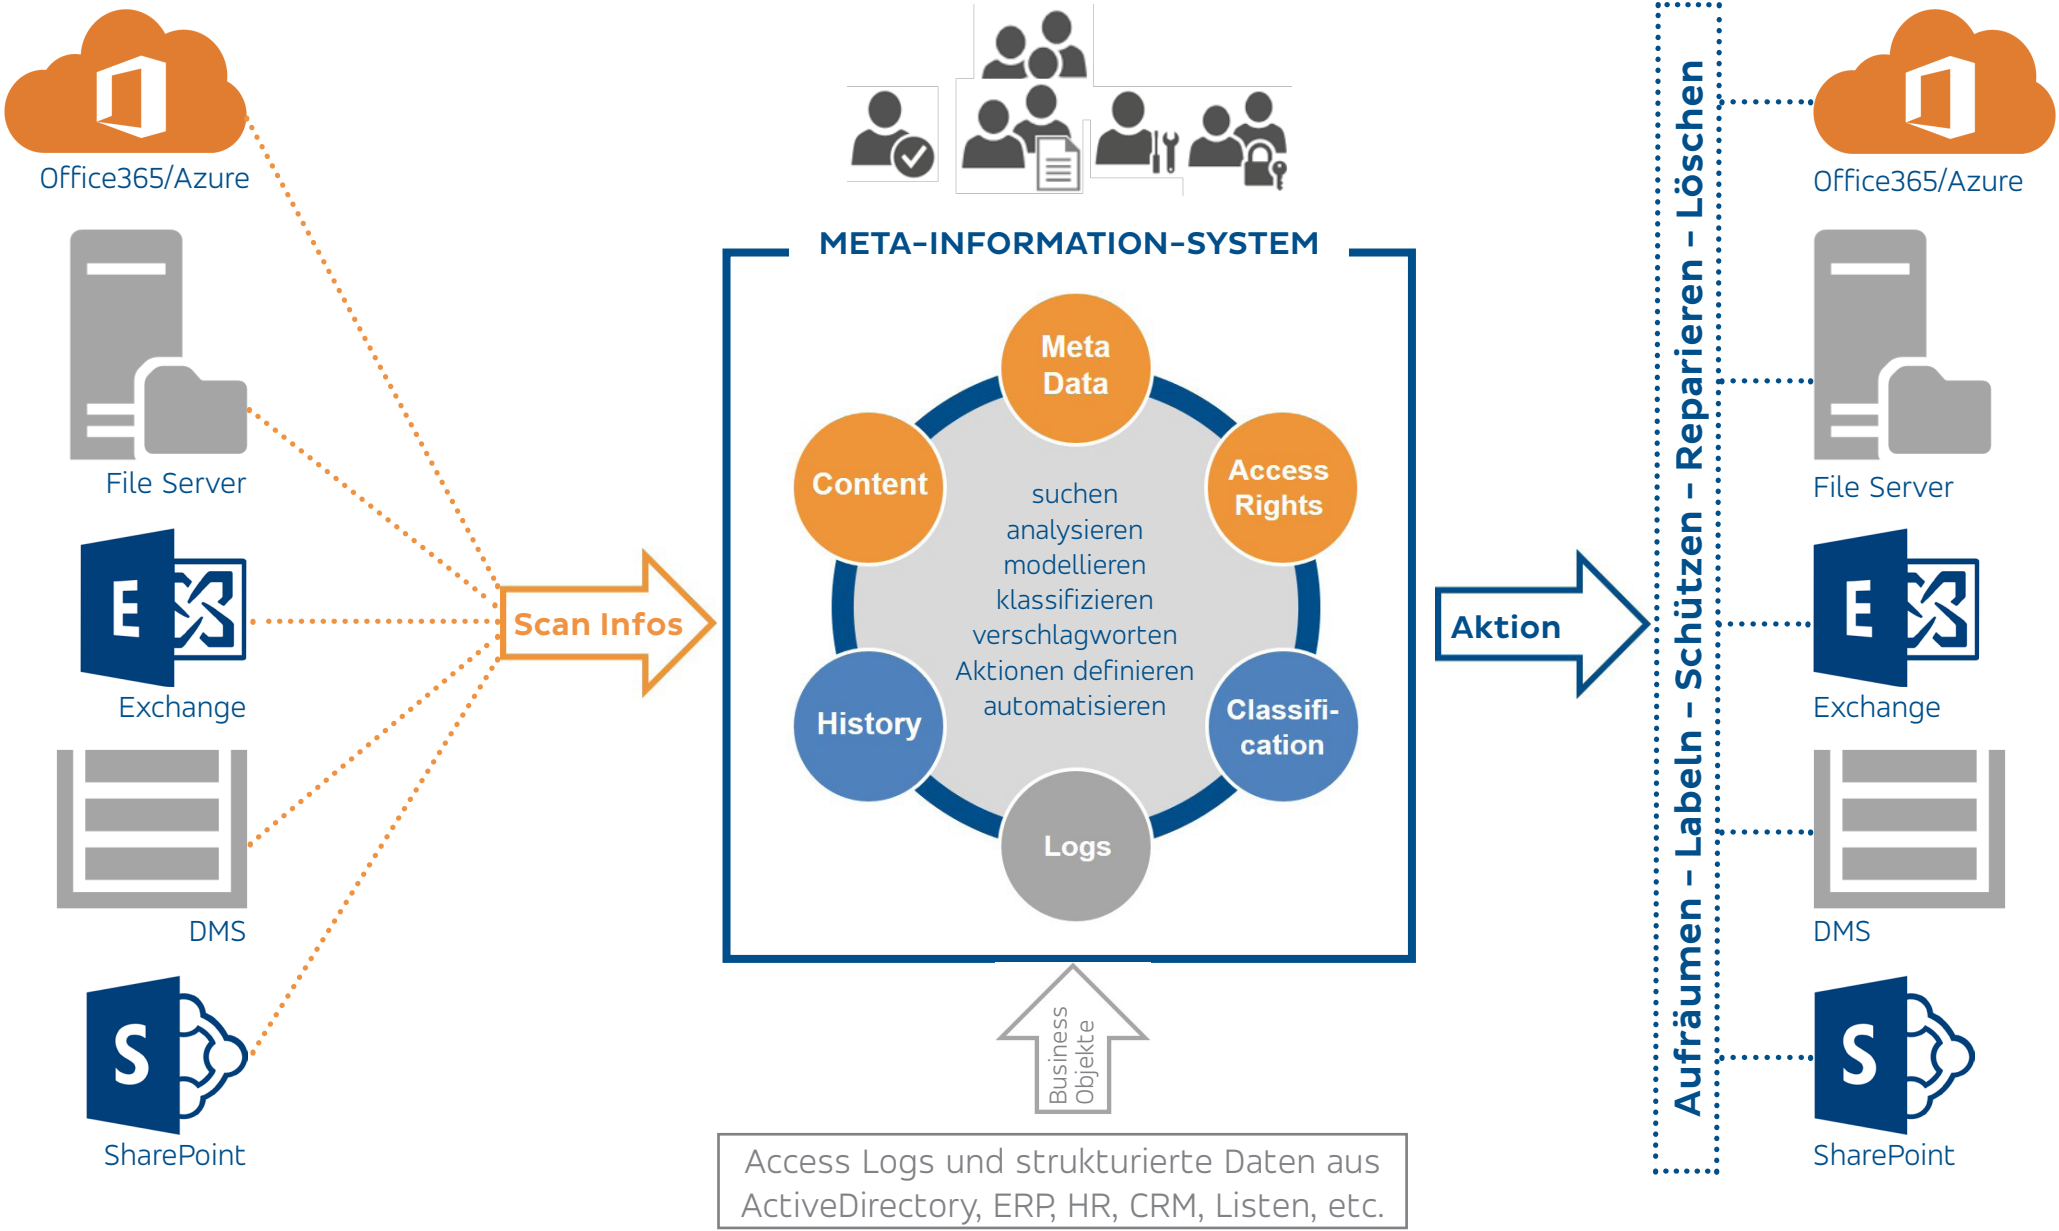 Office365/Azure
File Server
E
Exchange
DMS
S
SharePoint
Scan Infos
META-INFORMATION-SYSTEM
Meta
Data
Content
Access
Rights
suchen
analysieren
modellieren
klassifizieren
verschlagworten
Aktionen definieren
automatisieren
History
Classifi-
cation
Logs
Business
Objekte
Access Logs und strukturierte Daten aus
ActiveDirectory, ERP, HR, CRM, Listen, etc.
Aktion
Aufräumen - Labeln - Schützen - Reparieren - Löschen
Office365/Azure
File Server
E
Exchange
DMS
S
SharePoint